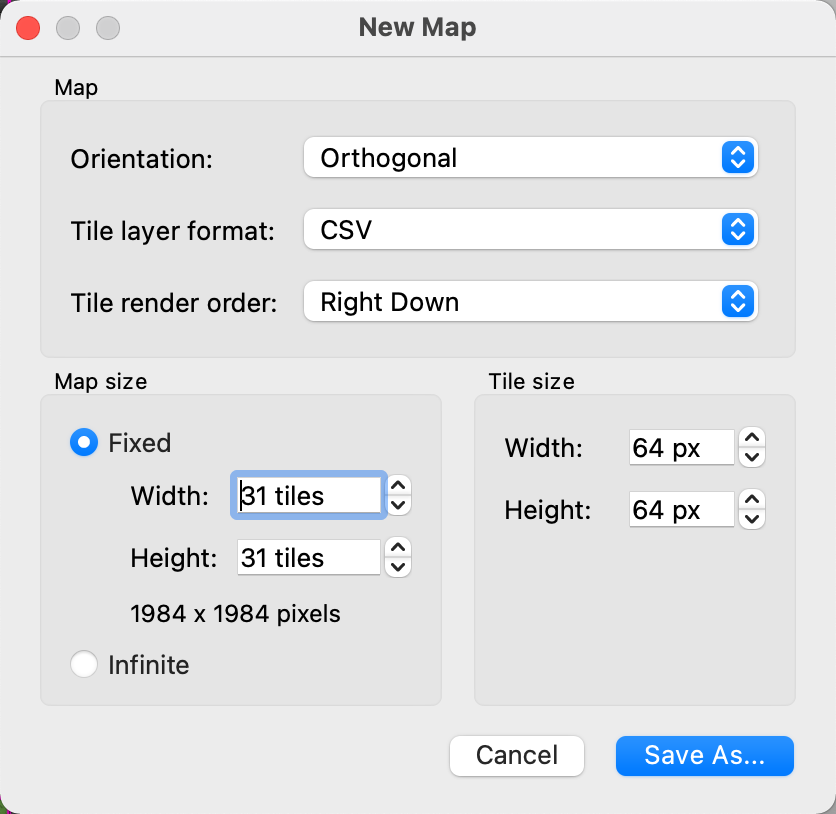 New Map
Map
Orientation: Orthogonal
Tile layer format: CSV
Tile render order: Right Down
Map size
Fixed
Width: 31 tiles
Height: 31 tiles
1984 x 1984 pixels
Infinite
Tile size
Width: 64 px
Height: 64 px
Cancel Save As...